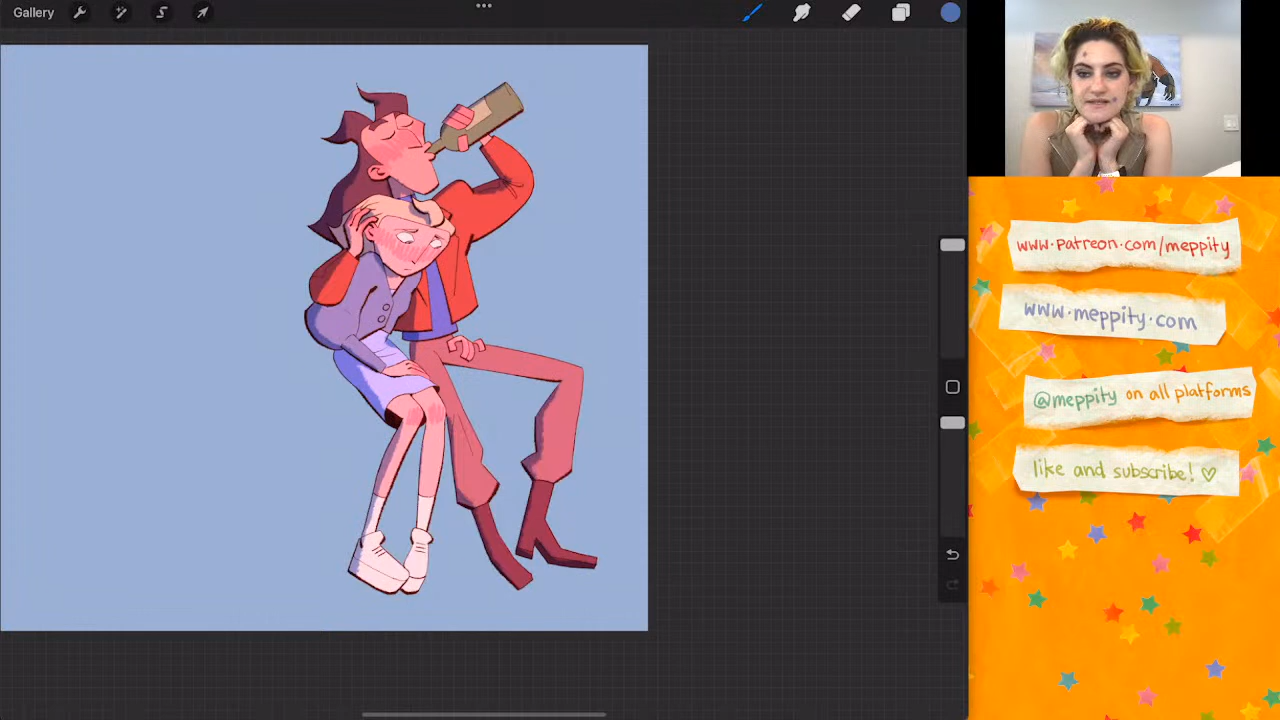 Gallery
www.patreon.com/meppity
www.meppity.com
@meppity on all platforms
like and subscribe!